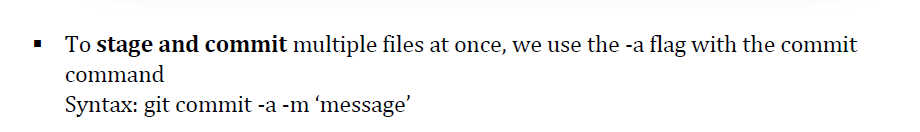 ▪ To stage and commit multiple files at once, we use the -a flag with the commit
command
Syntax: git commit -a -m ‘message’